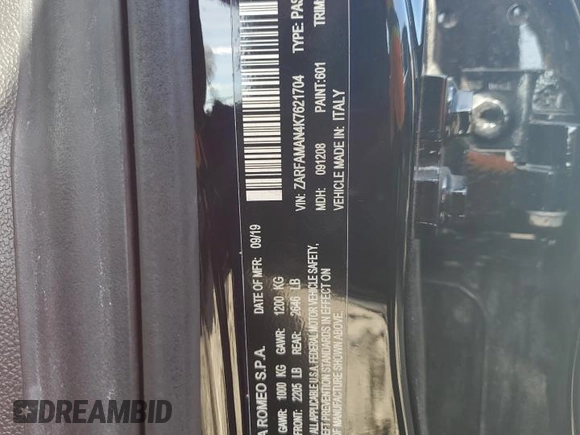 A ROMEO S.P.A. DATE OF MFR: 09/19
GAWR: 1000 KG GAWR: 1200 KG
FRONT: 2205 LB REAR: 2646 LB
ALL APPLICABLE U.S.A. FEDERAL MOTOR VEHICLE SAFETY,
PREVENTION STANDARDS IN EFFECT ON
OF MANUFACTURE SHOWN ABOVE.
VIN: ZARFAMAN4K7621704 TYPE: PAS
MDH: 091208 PAINT:601 TRIM
VEHICLE MADE IN: ITALY
DREAMBID